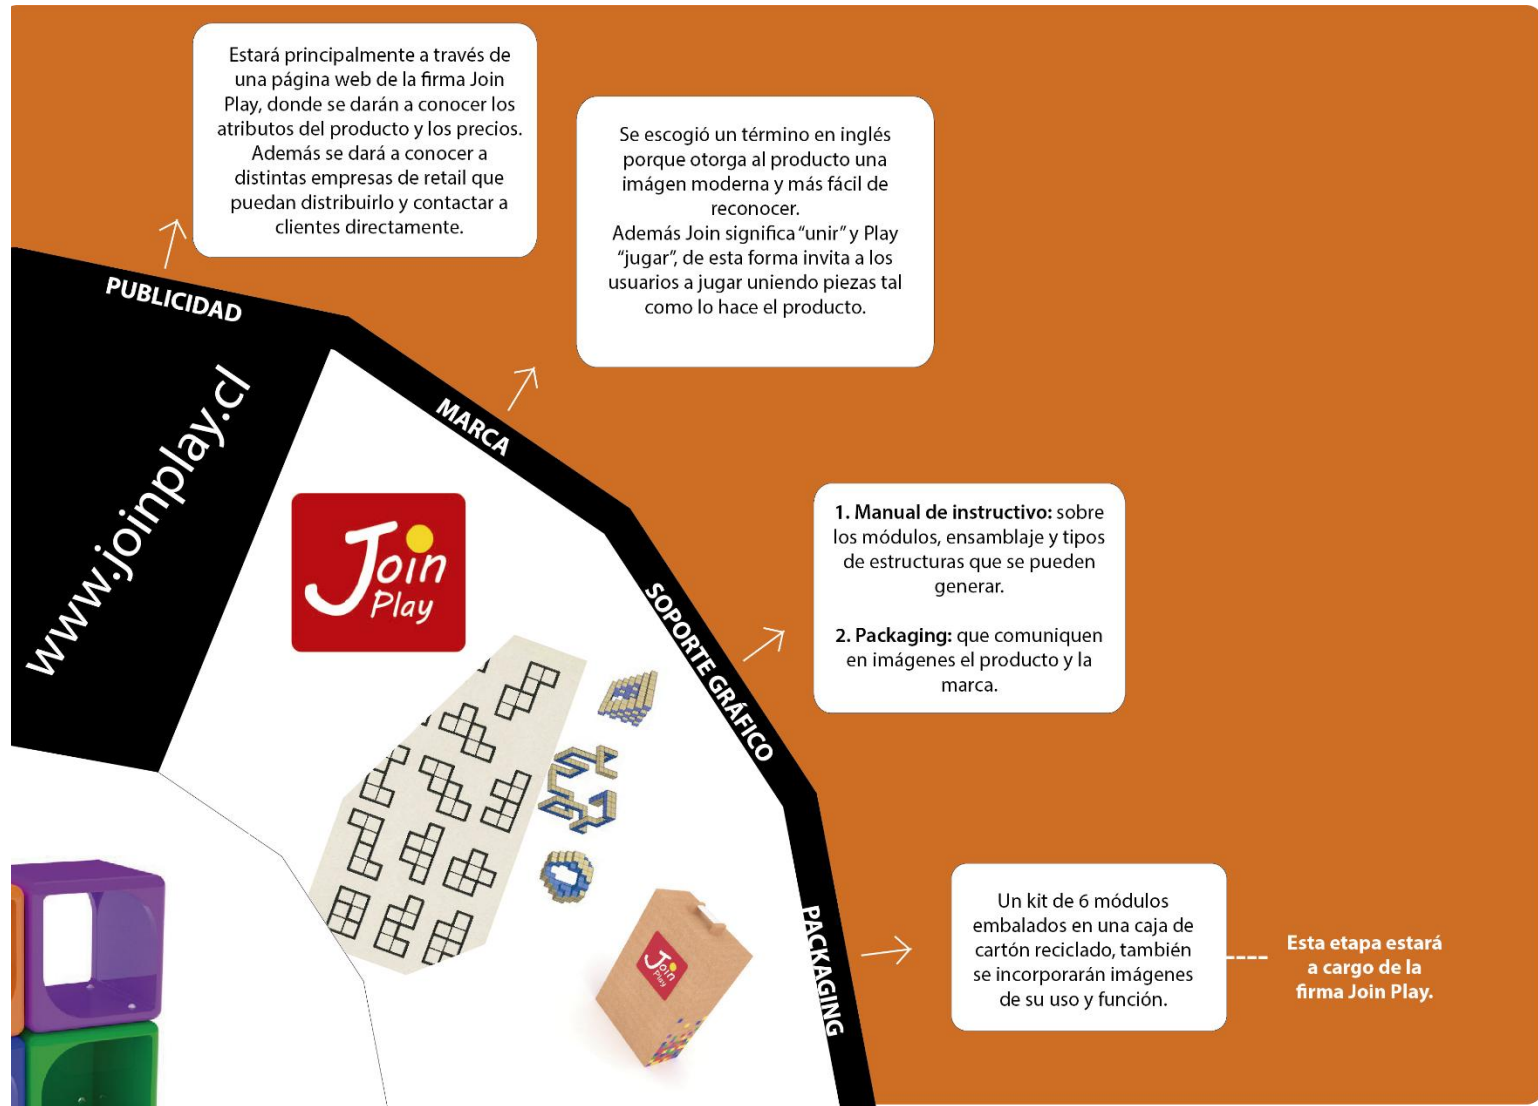 Estará principalmente a través de
una página web de la firma Join
Play, donde se darán a conocer los
atributos del producto y los precios.
Además se dará a conocer a
distintas empresas de retail que
puedan distribuirlo y contactar a
clientes directamente.
PUBLICIDAD
www.joinplay.cl
Se escogió un término en inglés
porque otorga al producto una
imágen moderna y más fácil de
reconocer.
Además Join significa “unir” y Play
“jugar”, de esta forma invita a los
usuarios a jugar uniendo piezas tal
como lo hace el producto.
MARCA
Join
Play
1. Manual de instructivo: sobre
los módulos, ensamblaje y tipos
de estructuras que se pueden
generar.
2. Packaging: que comuniquen
en imágenes el producto y la
marca.
SOPORTE GRÁFICO
Un kit de 6 módulos
embalados en una caja de
cartón reciclado, también
se incorporarán imágenes
de su uso y función.
PACKAGING
Join
Play
Esta etapa estará
a cargo de la
firma Join Play.